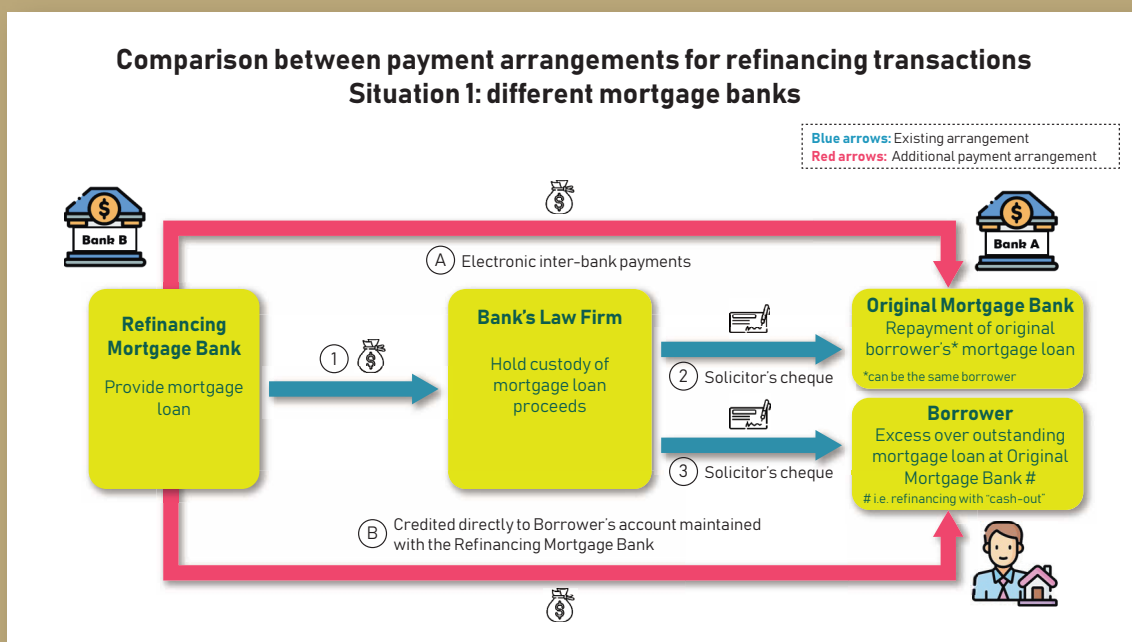 Comparison between payment arrangements for refinancing transactions
Situation 1: different mortgage banks
Blue arrows: Existing arrangement
Red arrows: Additional payment arrangement
$
Bank B
$
$
Bank A
A Electronic inter-bank payments
Refinancing
Mortgage Bank
Provide mortgage
loan
1
$
Bank's Law Firm
Hold custody of
mortgage loan
proceeds
2 Solicitor's cheque
3 Solicitor's cheque
Original Mortgage Bank
Repayment of original
borrower's* mortgage loan
*can be the same borrower
Borrower
Excess over outstanding
mortgage loan at Original
Mortgage Bank #
# i.e. refinancing with "cash-out"
B Credited directly to Borrower's account maintained
with the Refinancing Mortgage Bank
$